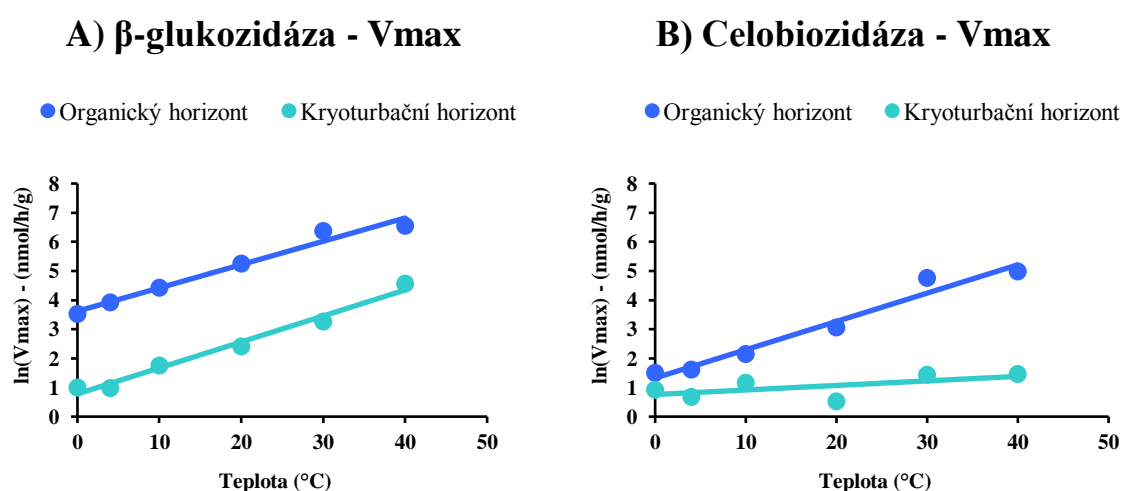 A) β-glukozidáza - Vmax
Organický horizont Kryoturbační horizont
ln(Vmax) - (nmol/h/g)
8
7
6
5
4
3
2
1
0
0 10 20 30 40 50
Teplota (°C)
B) Celobiozidáza - Vmax
Organický horizont Kryoturbační horizont
ln(Vmax) - (nmol/h/g)
8
7
6
5
4
3
2
1
0
0 10 20 30 40 50
Teplota (°C)